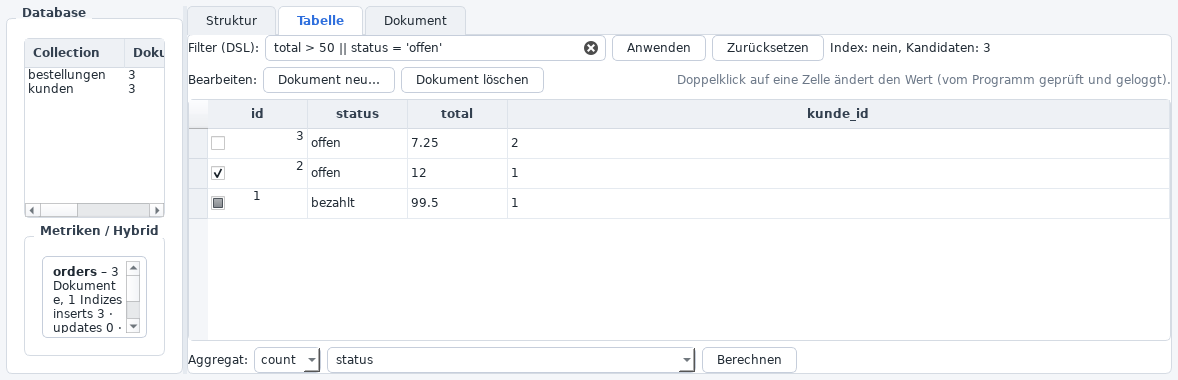 Database
Struktur Tabelle Dokument
Collection Doku
bestellungen 3
kunden 3
Metriken / Hybrid
orders – 3
Dokument
e, 1 Indizes
inserts 3 ·
updates 0 ·
Filter (DSL): total > 50 || status = 'offen' Anwenden Zurücksetzen Index: nein, Kandidaten: 3
Bearbeiten: Dokument neu... Dokument löschen Doppelklick auf eine Zelle ändert den Wert (vom Programm geprüft und geloggt).
id status total kunde_id
3 offen 7.25 2
2 offen 12 1
1 bezahlt 99.5 1
Aggregat: count status Berechnen